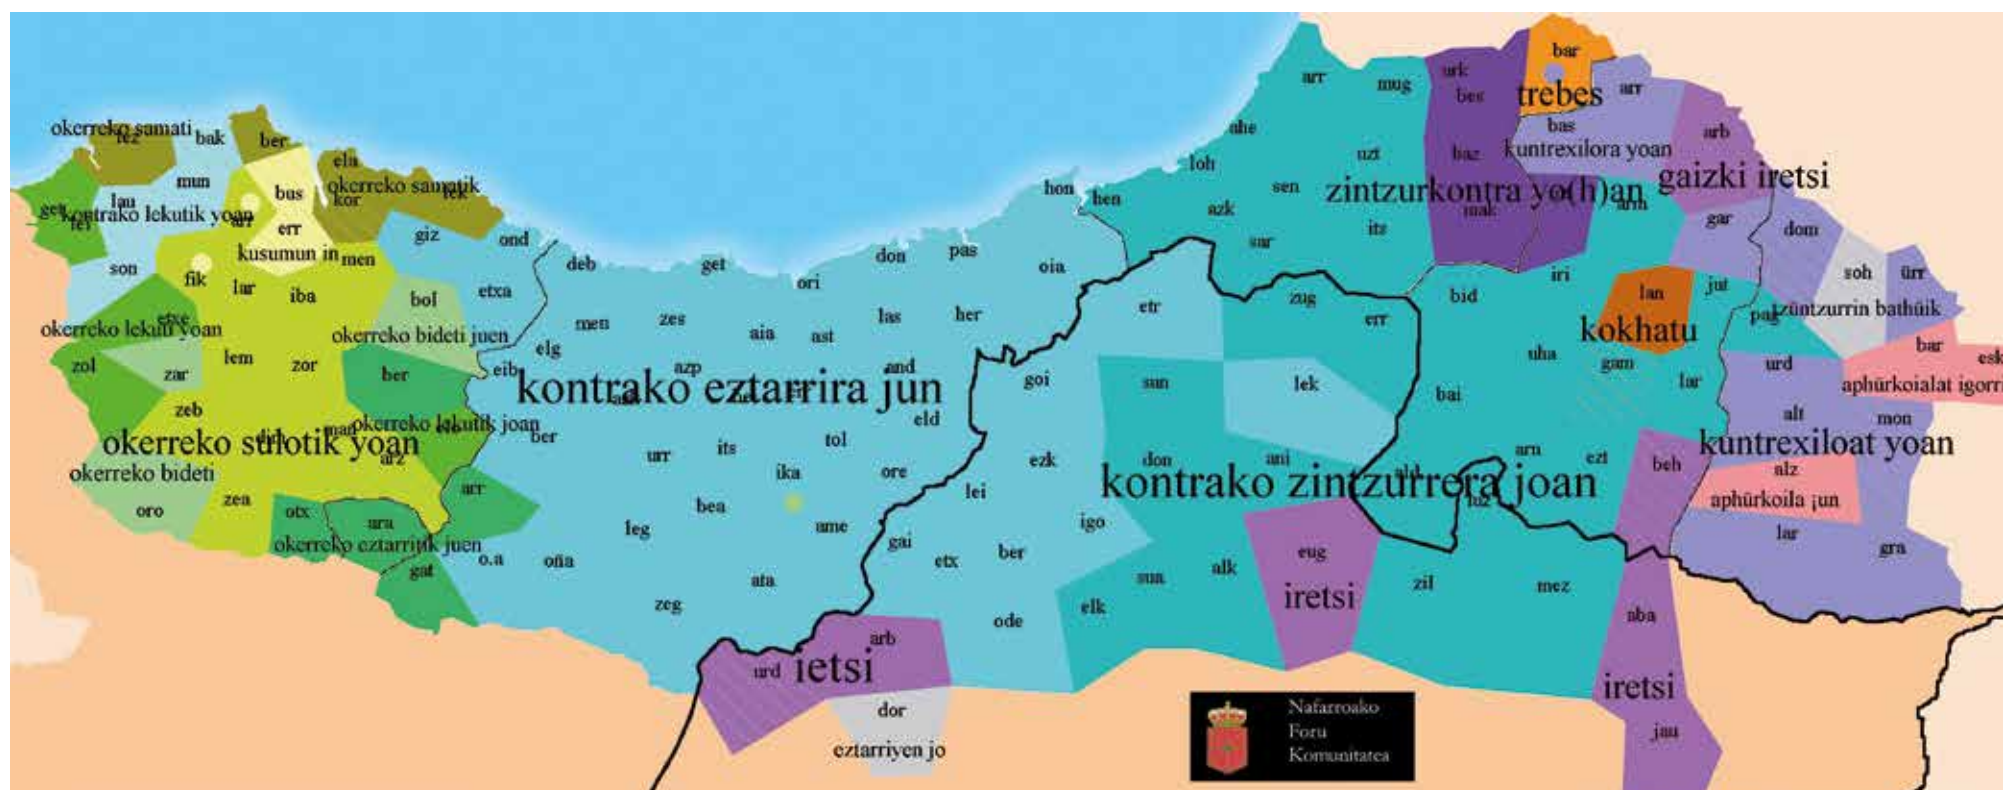 bar
urk
arr
mug
bes
trebes
arr
okerreko samati
bak
ber
ahe
bas
arb
uzt
baz
kuntrexilora yoan
ela
loh
mun
okerreko samatik
hon
sen
zintzurkontra yo(h)an
gaizki iretsi
bus
kor
lek
hen
lau
kontrako lekutik yoan
azk
mak
arm
gar
err
giz
its
dom
ond
sar
kusumun in
men
don
pas
son
deb
get
oia
soh
ürr
fik
lar
iba
bol
etxa
ori
etr
zug
bid
iri
lan
jut
etxe
okerreko lekuti yoan
okerreko bideti juen
men
zes
aia
ast
las
her
err
kokhatu
pag
tzüntzurrin bathüik
lem
zor
elg
uha
gam
urd
bar
esk
zol
zar
ber
eib
azp
and
goi
sun
lek
lar
aphürkoialat igorri
kontrako eztarrira jun
bai
zeb
eld
alt
mon
okerreko sulotik yoan
okerreko lekutik joan
ber
tol
kuntrexiloat yoan
arz
urr
its
ezk
don
ani
arn
ezt
beh
okerreko bideti
ika
ore
kontrako zintzurrera joan
alz
zea
arr
lei
aphürkoila jun
oro
otx
ura
leg
bea
ume
igo
luz
okerreko eztarritik juen
gai
eug
lar
gra
gat
o.a
oña
ata
etx
ber
sua
alk
iretsi
zil
mez
zeg
ode
elk
aba
arb
urd
ietsi
iretsi
dor
jau
eztarriyen jo
Nafarroako
Foru
Komunitatea